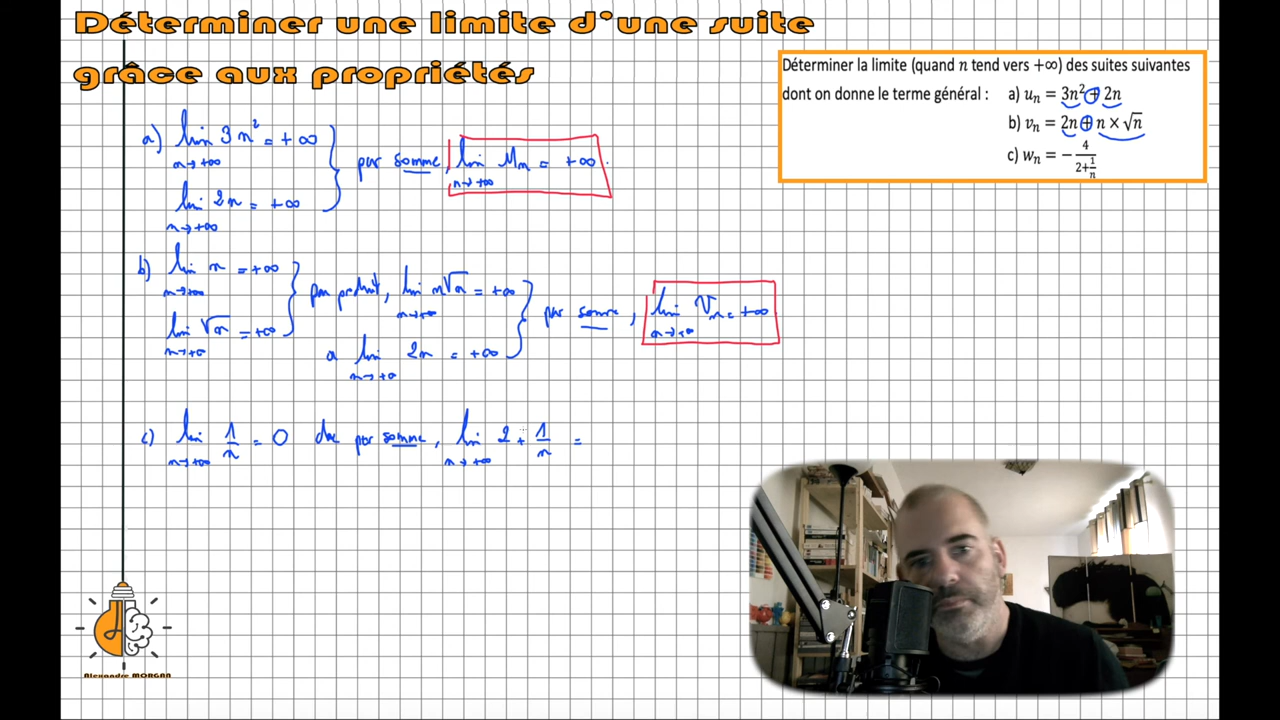 Déterminer une limite d'une suite
grâce aux propriétés
Déterminer la limite (quand n tend vers +∞) des suites suivantes
dont on donne le terme général : a) uₙ = 3n² + 2n
b) vₙ = 2n + n × √n
c) wₙ = − 4 / (2 + 1/n)
a) lim 3n² = +∞
n→+∞
lim 2n = +∞
n→+∞
par somme, lim Un = +∞.
n→+∞
b) lim n = +∞
n→+∞
lim √n = +∞
n→+∞
par produit, lim n√n = +∞
n→+∞
lim 2n = +∞
n→+∞
par somme, lim Vn = +∞
n→+∞
c) lim 1/n = 0 donc par somme, lim 2 + 1/n =
n→+∞ n→+∞
Alexandre MORGAN